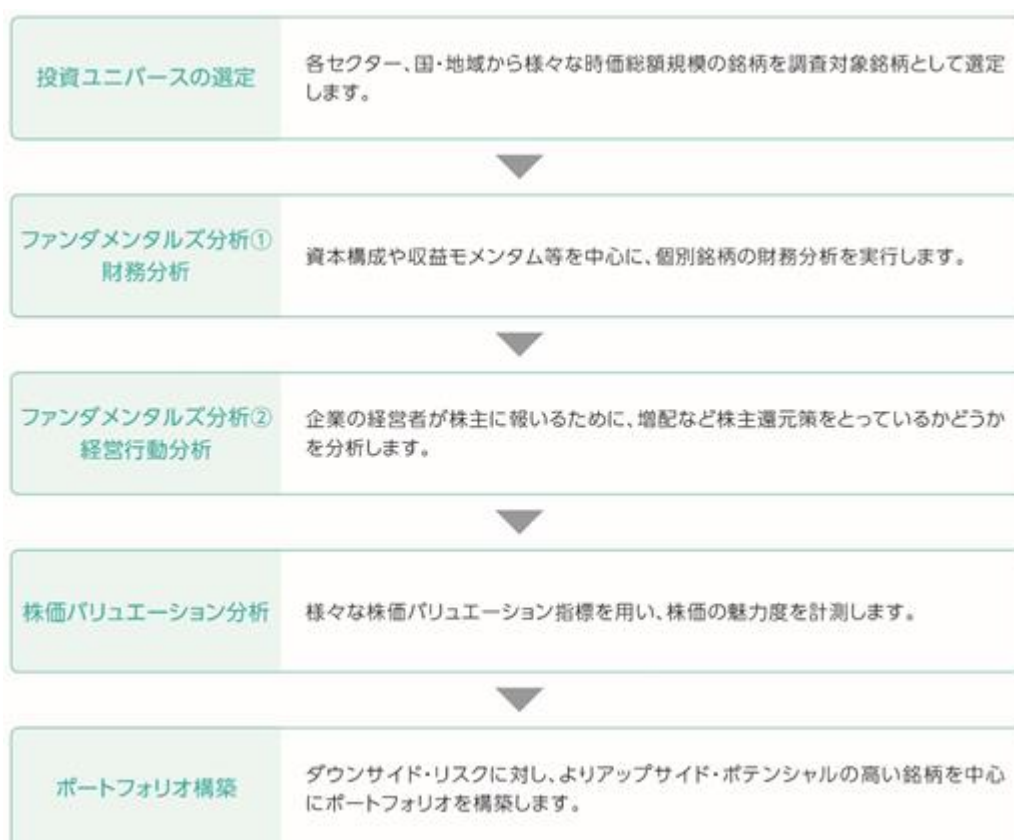 投資ユニバースの選定
各セクター、国・地域から様々な時価総額規模の銘柄を調査対象銘柄として選定
します。
ファンダメンタルズ分析①
財務分析
資本構成や収益モメンタム等を中心に、個別銘柄の財務分析を実行します。
ファンダメンタルズ分析②
経営行動分析
企業の経営者が株主に報いるために、増配など株主還元策をとっているかどうか
を分析します。
株価バリュエーション分析
様々な株価バリュエーション指標を用い、株価の魅力度を計測します。
ポートフォリオ構築
ダウンサイド・リスクに対し、よりアップサイド・ポテンシャルの高い銘柄を中心
にポートフォリオを構築します。